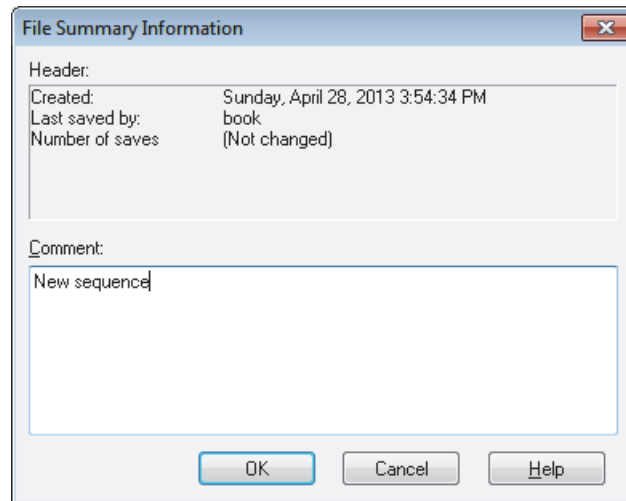 File Summary Information
Header:
Created: Sunday, April 28, 2013 3:54:34 PM
Last saved by: book
Number of saves (Not changed)
Comment:
New sequence
OK Cancel Help